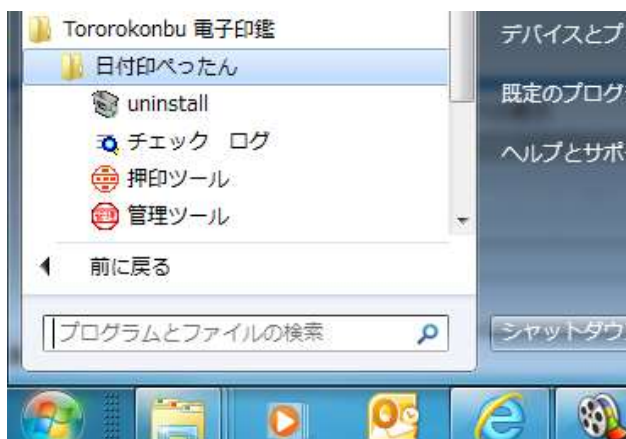 Tororokonbu 電子印鑑
日付印ぺったん
uninstall
チェック ログ
押印ツール
管理ツール
前に戻る
プログラムとファイルの検索
デバイスとプ
既定のプログ
ヘルプとサポー
シャットダウ